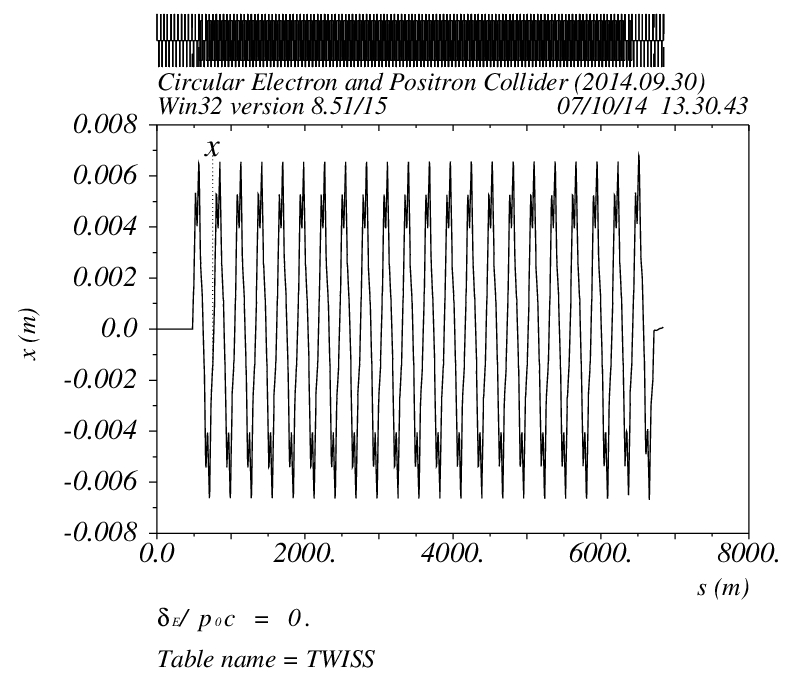 Circular Electron and Positron Collider (2014.09.30)
Win32 version 8.51/15 07/10/14 13.30.43
0.008
x
0.006
0.004
0.002
0.0
-0.002
-0.004
-0.006
-0.008
x (m)
0.0 2000. 4000. 6000. 8000.
s (m)
δE/ p0c = 0.
Table name = TWISS